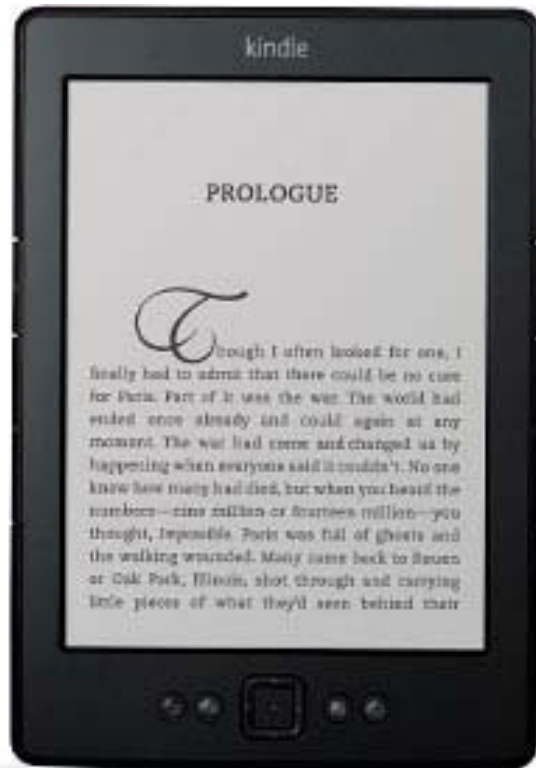 kindle
PROLOGUE
Though I often looked for one, I
finally had to admit that there could be no cure
for Paris. Part of it was the war. The world had
ended once already and could again at any
moment. The war had come and changed us by
happening when everyone said it couldn't. No one
knew how many had died, but when you heard the
numbers—nine million or fourteen million—you
thought, Impossible. Paris was full of ghosts and
the walking wounded. Many came back to Rouen
or Oak Park, Illinois, shot through and carrying
little pieces of what they'd seen behind their